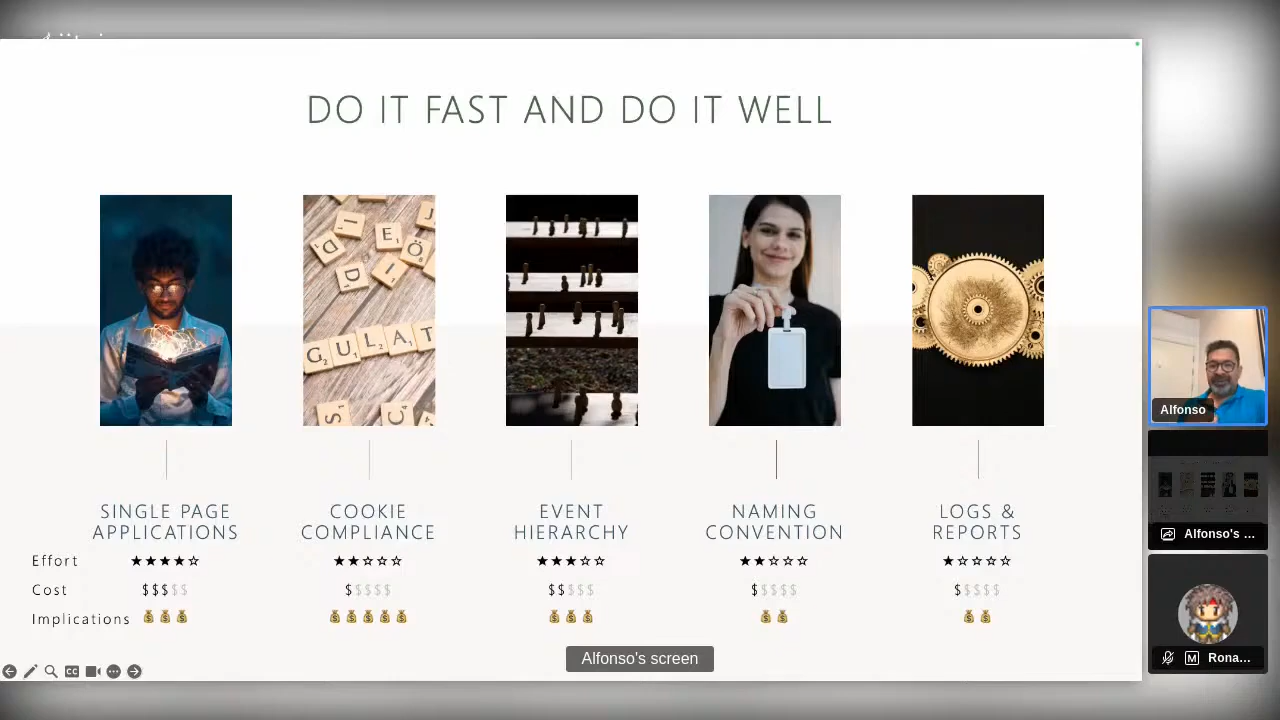 DO IT FAST AND DO IT WELL
J
D I E Ö
D I
G U L A T
S C
SINGLE PAGE
APPLICATIONS
COOKIE
COMPLIANCE
EVENT
HIERARCHY
NAMING
CONVENTION
LOGS &
REPORTS
Effort ★★★★☆ ★★☆☆☆ ★★★☆☆ ★★☆☆☆ ★☆☆☆☆
Cost $$$$$ $$$$$ $$$$$ $$$$$ $$$$$
Implications
CC
Alfonso's screen
Alfonso
Alfonso's ...
M Rona...